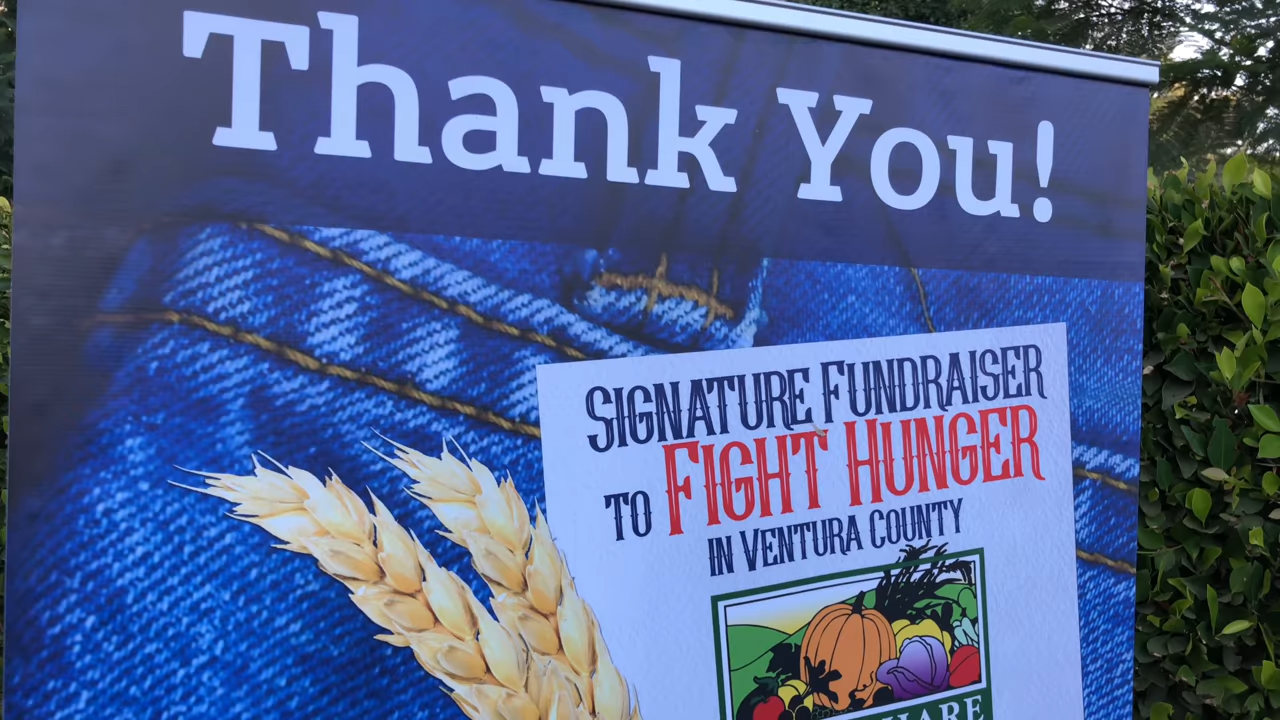 Thank You!
SIGNATURE FUNDRAISER
TO FIGHT HUNGER
IN VENTURA COUNTY